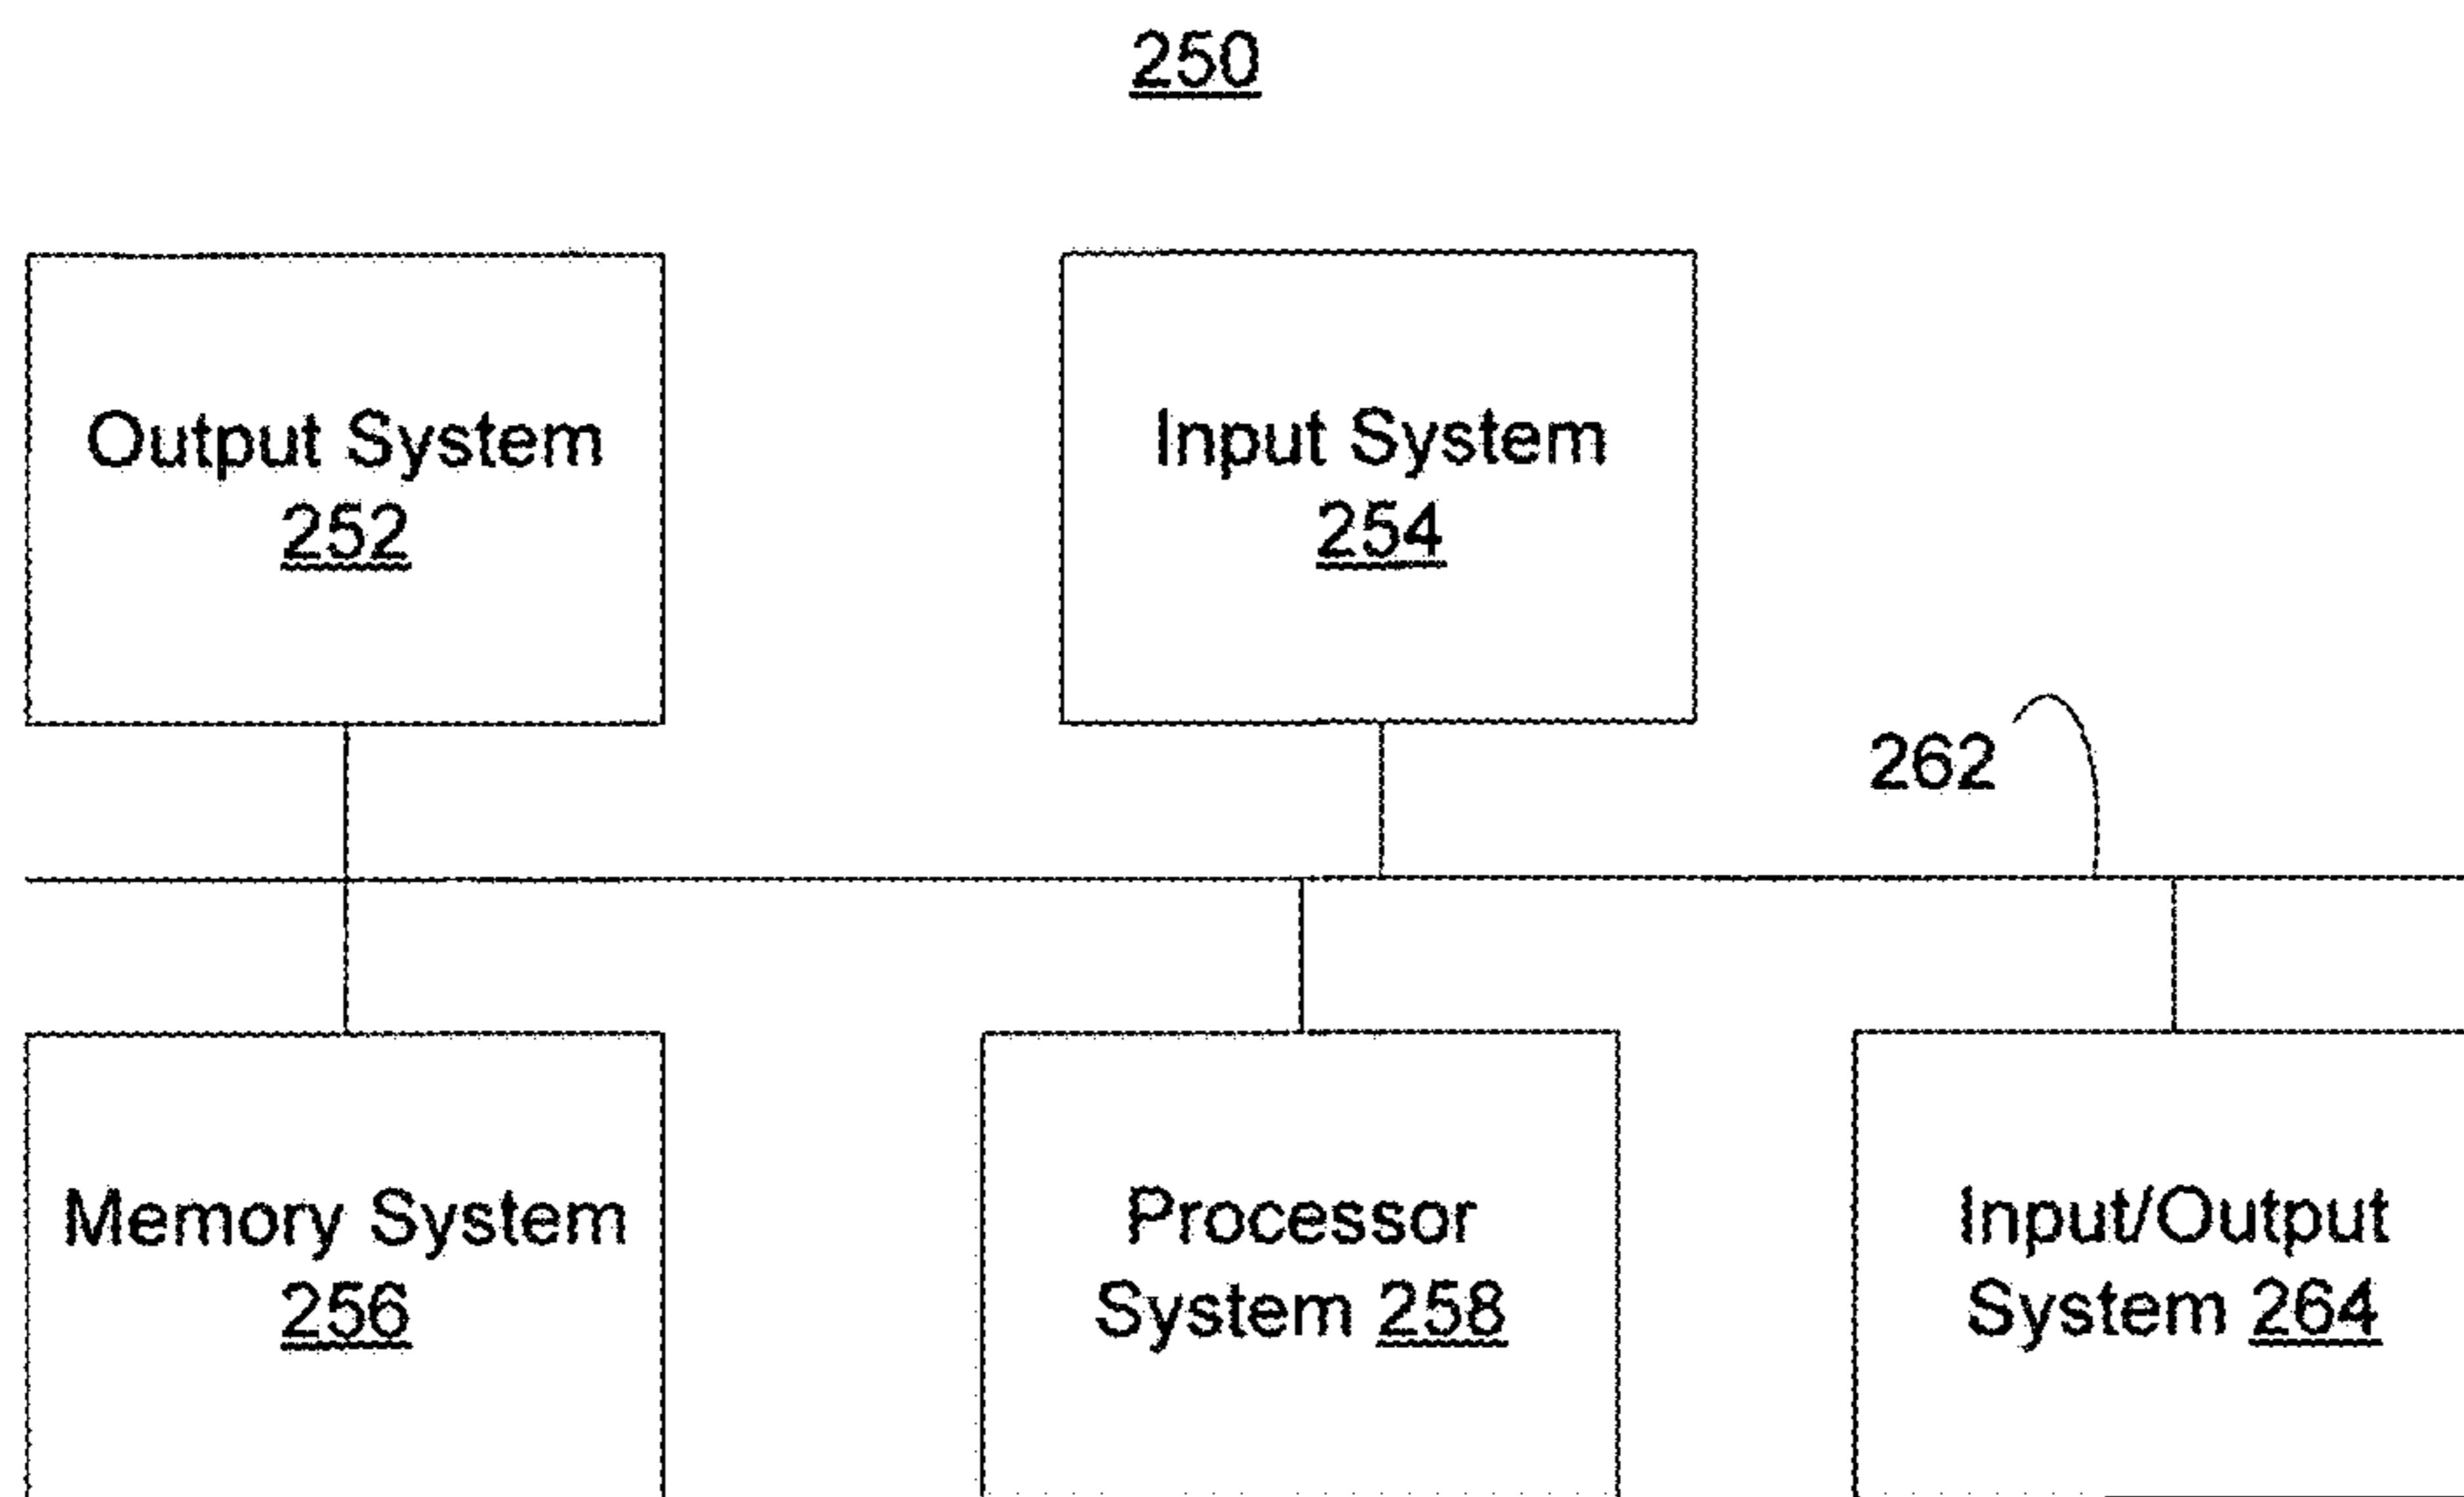 250
Output System
252
Input System
254
262
Memory System
256
Processor
System 258
Input/Output
System 264